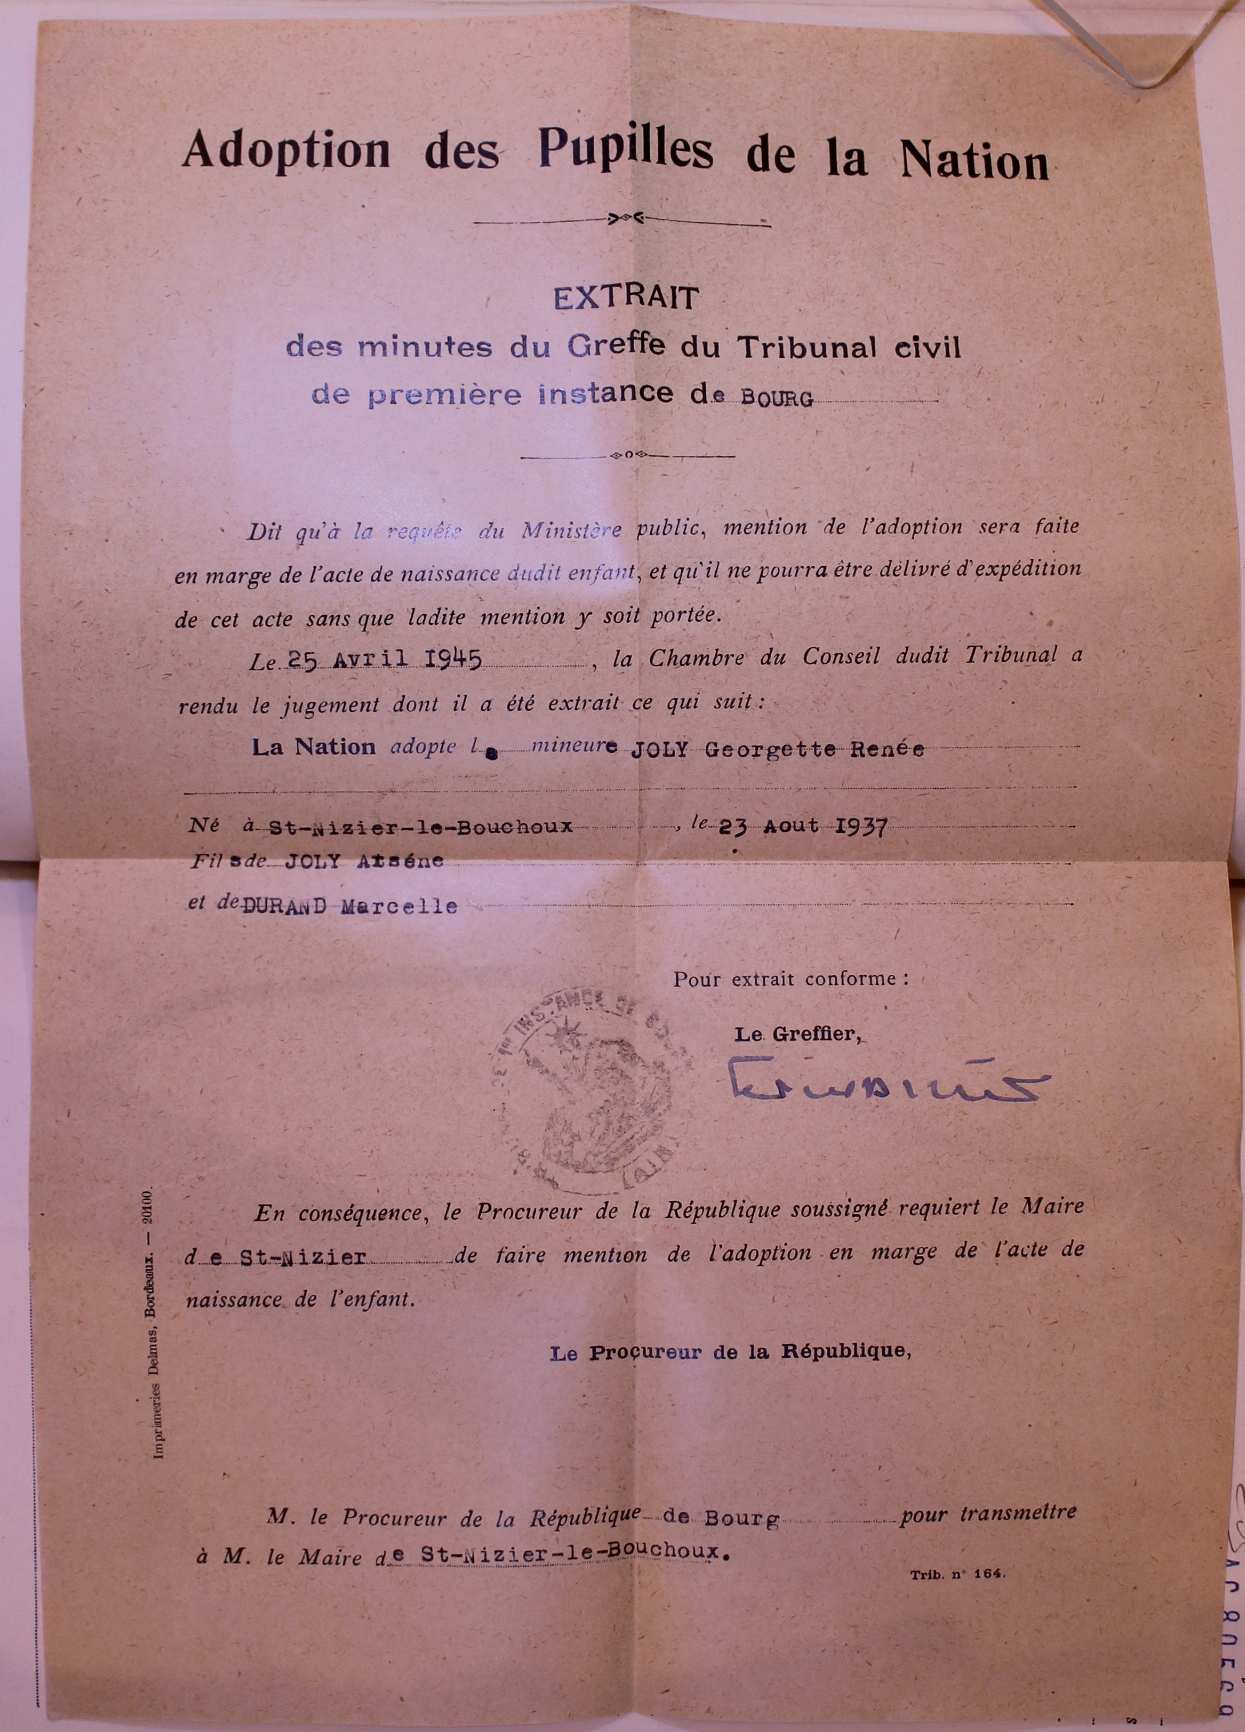 Adoption des Pupilles de la Nation
EXTRAIT
des minutes du Greffe du Tribunal civil
de première instance de BOURG
Dit qu'à la requête du Ministère public, mention de l'adoption sera faite
en marge de l'acte de naissance dudit enfant, et qu'il ne pourra être délivré d'expédition
de cet acte sans que ladite mention y soit portée.
Le 25 Avril 1945, la Chambre du Conseil dudit Tribunal a
rendu le jugement dont il a été extrait ce qui suit :
La Nation adopte le mineure JOLY Georgette Renée
Né à St-Nizier-le-Bouchoux, le 23 Aout 1937
Fils de JOLY Atséne
et de DURAND Marcelle
Pour extrait conforme :
Le Greffier,
INSTANCE DE
(AIN)
En conséquence, le Procureur de la République soussigné requiert le Maire
de St-Nizier de faire mention de l'adoption en marge de l'acte de
naissance de l'enfant.
Le Procureur de la République,
Imprimeries Delmas, Bordeaux. — 20100.
M. le Procureur de la République de Bourg pour transmettre
à M. le Maire de St-Nizier-le-Bouchoux.
Trib. n° 164.